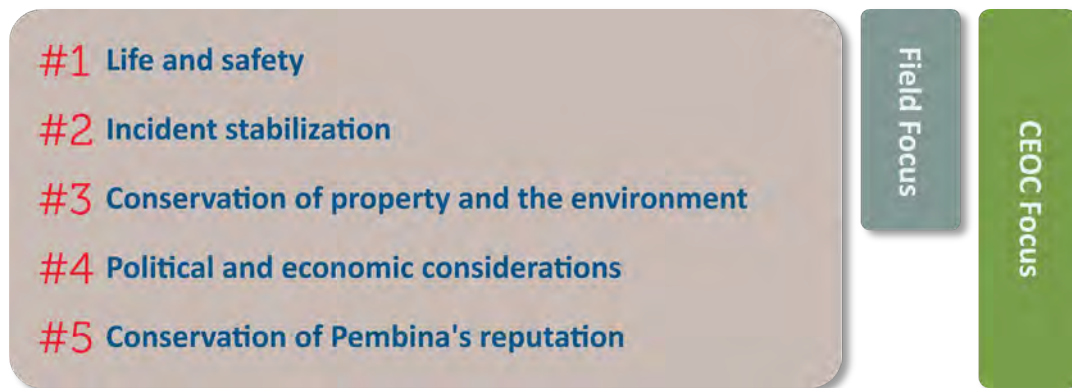 #1 Life and safety
#2 Incident stabilization
#3 Conservation of property and the environment
#4 Political and economic considerations
#5 Conservation of Pembina's reputation
Field Focus
CEOC Focus